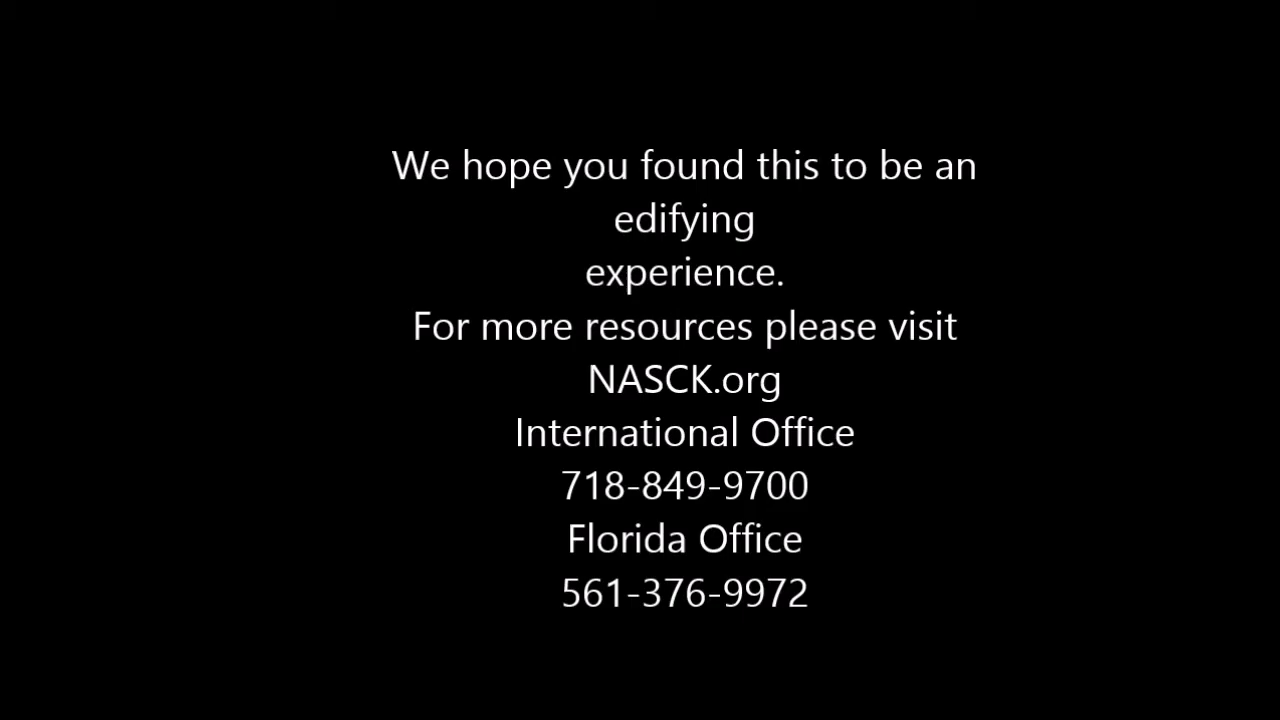 We hope you found this to be an
edifying
experience.
For more resources please visit
NASCK.org
International Office
718-849-9700
Florida Office
561-376-9972